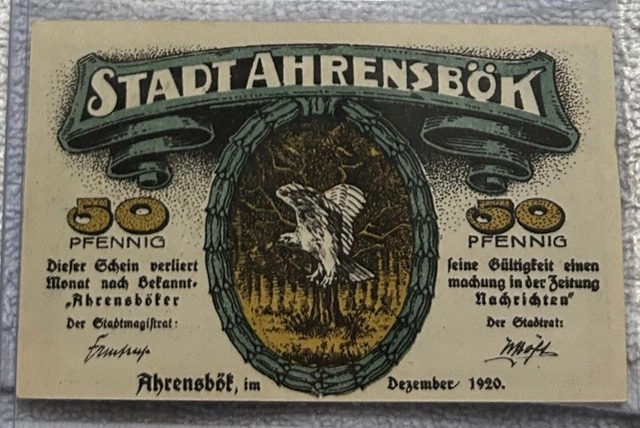 STADT AHRENSBÖK
50 50
PFENNIG PFENNIG
Dieser Schein verliert seine Gültigkeit einen
Monat nach Bekannt- machung in der Zeitung
„Ahrensböker Nachrichten"
Der Stadtmagistrat: Der Stadtrat:
Ahrensbök, im Dezember 1920.